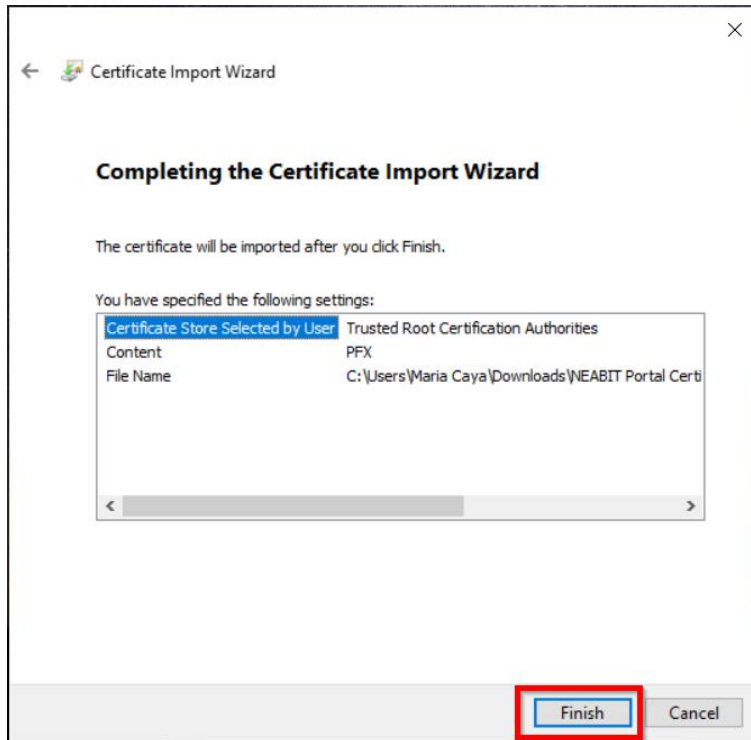 Certificate Import Wizard
Completing the Certificate Import Wizard
The certificate will be imported after you click Finish.
You have specified the following settings:
Certificate Store Selected by User Trusted Root Certification Authorities
Content PFX
File Name C:\Users\Maria Caya\Downloads\NEABIT Portal Certi
Finish Cancel